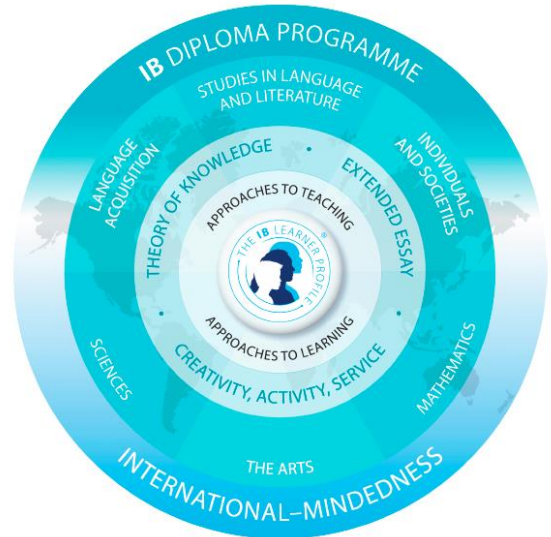 IB DIPLOMA PROGRAMME
STUDIES IN LANGUAGE
AND LITERATURE
LANGUAGE
ACQUISITION
INDIVIDUALS
AND SOCIETIES
THEORY OF KNOWLEDGE
EXTENDED ESSAY
APPROACHES TO TEACHING
THE IB LEARNER PROFILE ®
APPROACHES TO LEARNING
CREATIVITY, ACTIVITY, SERVICE
SCIENCES
MATHEMATICS
THE ARTS
INTERNATIONAL–MINDEDNESS